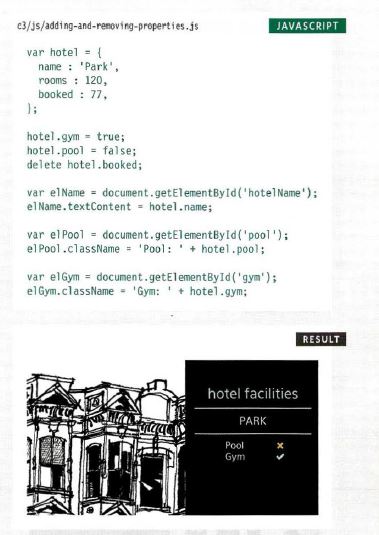 c3/js/adding-and-removing-properties.js JAVASCRIPT
var hotel = {
name : 'Park',
rooms : 120,
booked : 77,
};
hotel.gym = true;
hotel.pool = false;
delete hotel.booked;
var elName = document.getElementById('hotelName');
elName.textContent = hotel.name;
var elPool = document.getElementById('pool');
elPool.className = 'Pool: ' + hotel.pool;
var elGym = document.getElementById('gym');
elGym.className = 'Gym: ' + hotel.gym;
RESULT
hotel facilities
PARK
Pool ×
Gym ✓